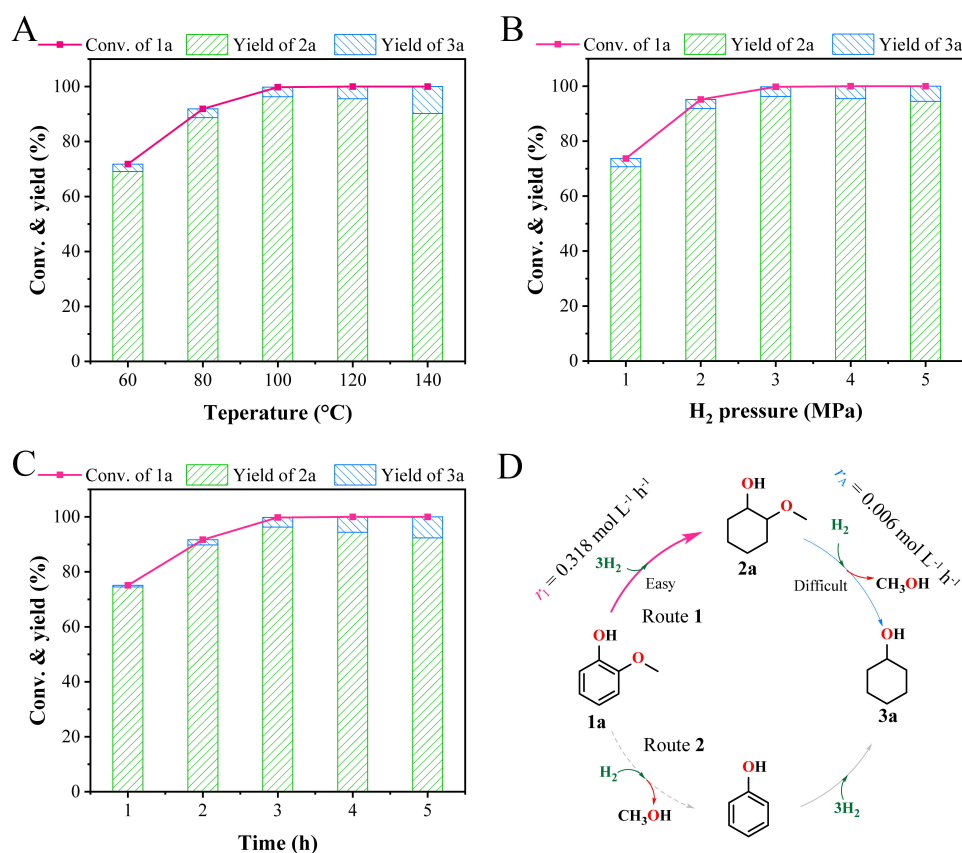 A
Conv. of 1a Yield of 2a Yield of 3a
100
80
60
40
20
0
Conv. & yield (%)
60 80 100 120 140
Teperature (°C)
B
Conv. of 1a Yield of 2a Yield of 3a
100
80
60
40
20
0
Conv. & yield (%)
1 2 3 4 5
H₂ pressure (MPa)
C
Conv. of 1a Yield of 2a Yield of 3a
100
80
60
40
20
0
Conv. & yield (%)
1 2 3 4 5
Time (h)
D
r₁ = 0.318 mol L⁻¹ h⁻¹
OH
O
2a
rA = 0.006 mol L⁻¹ h⁻¹
H₂
3H₂
Easy
Difficult
CH₃OH
Route 1
OH
O
1a
OH
3a
Route 2
H₂
CH₃OH
OH
3H₂